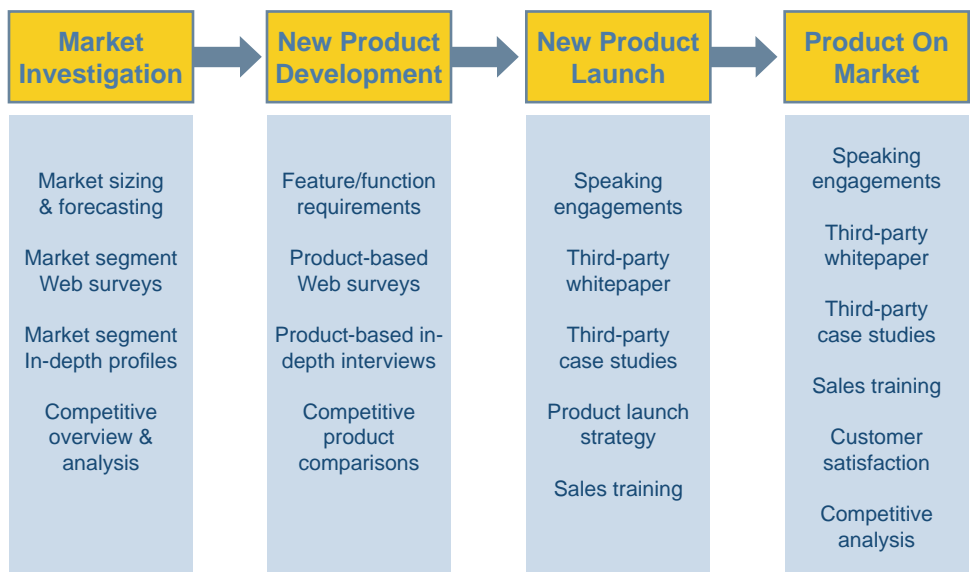 Market
Investigation
New Product
Development
New Product
Launch
Product On
Market
Market sizing
& forecasting
Market segment
Web surveys
Market segment
In-depth profiles
Competitive
overview &
analysis
Feature/function
requirements
Product-based
Web surveys
Product-based in-
depth interviews
Competitive
product
comparisons
Speaking
engagements
Third-party
whitepaper
Third-party
case studies
Product launch
strategy
Sales training
Speaking
engagements
Third-party
whitepaper
Third-party
case studies
Sales training
Customer
satisfaction
Competitive
analysis